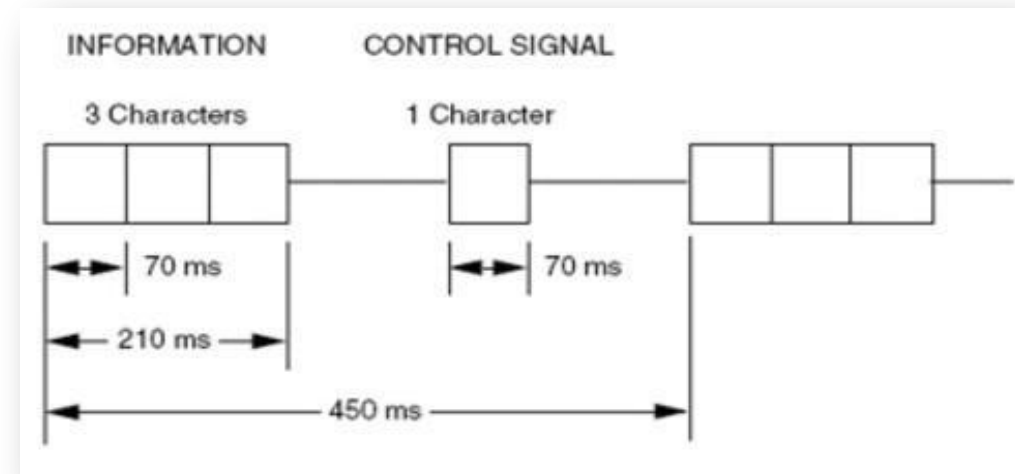 INFORMATION
CONTROL SIGNAL
3 Characters
1 Character
70 ms
70 ms
210 ms
450 ms